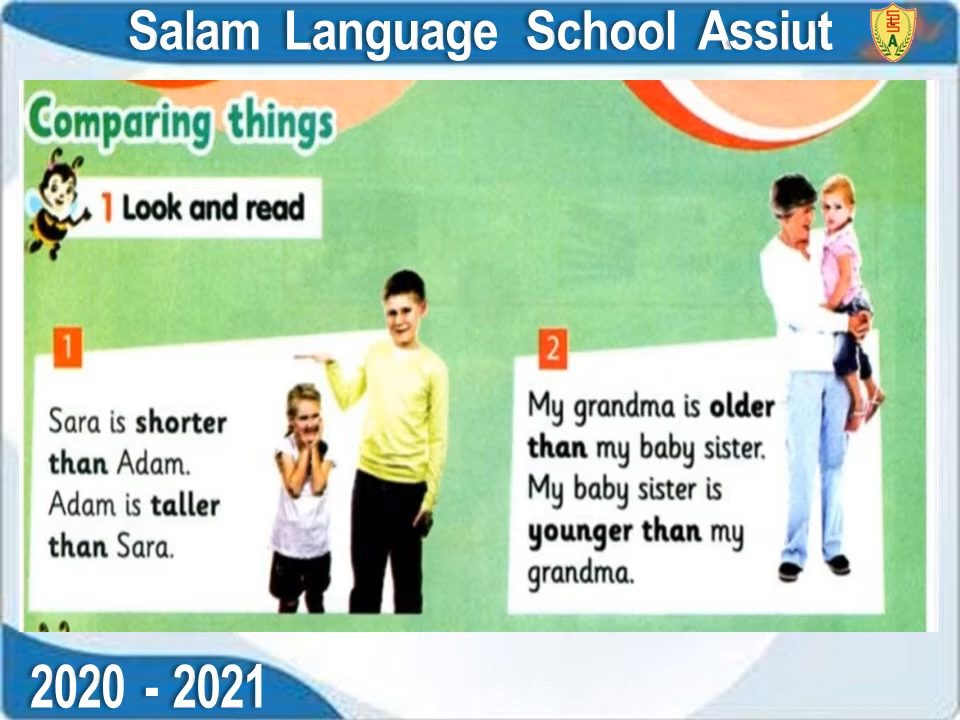 Salam Language School Assiut
Comparing things
1 Look and read
1
Sara is shorter
than Adam.
Adam is taller
than Sara.
2
My grandma is older
than my baby sister.
My baby sister is
younger than my
grandma.
2020 - 2021